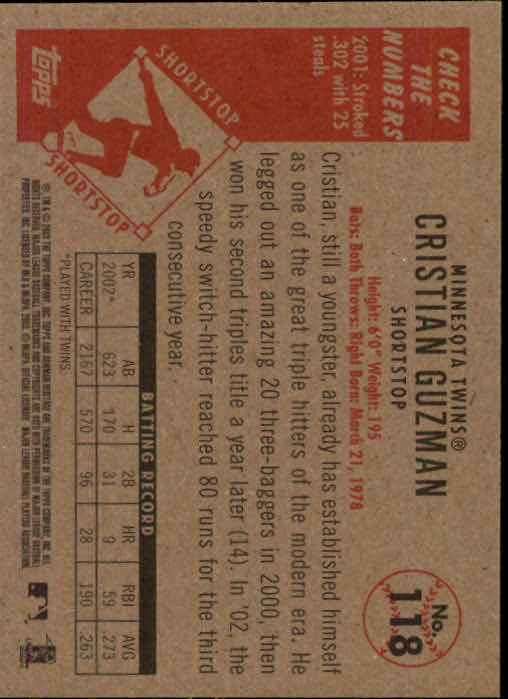 MINNESOTA TWINS®
CRISTIAN GUZMAN
SHORTSTOP
No. 118
Height: 6'0" Weight: 195
Bats: Both Throws: Right Born: March 21, 1978
CHECK
THE
NUMBERS
2001: Stroked
.302 with 25
steals
Cristian, still a youngster, already has established himself
as one of the great triple hitters of the modern era. He
legged out an amazing 20 three-baggers in 2000, then
won his second triples title a year later (14). In '02, the
speedy switch-hitter reached 80 runs for the third
consecutive year.
SHORTSTOP
SHORTSTOP
BATTING RECORD
YR AB H 2B HR RB AVG
2002* 623 170 31 9 59 .273
CAREER 2167 570 96 28 190 .263
*PLAYED WITH TWINS.
topps